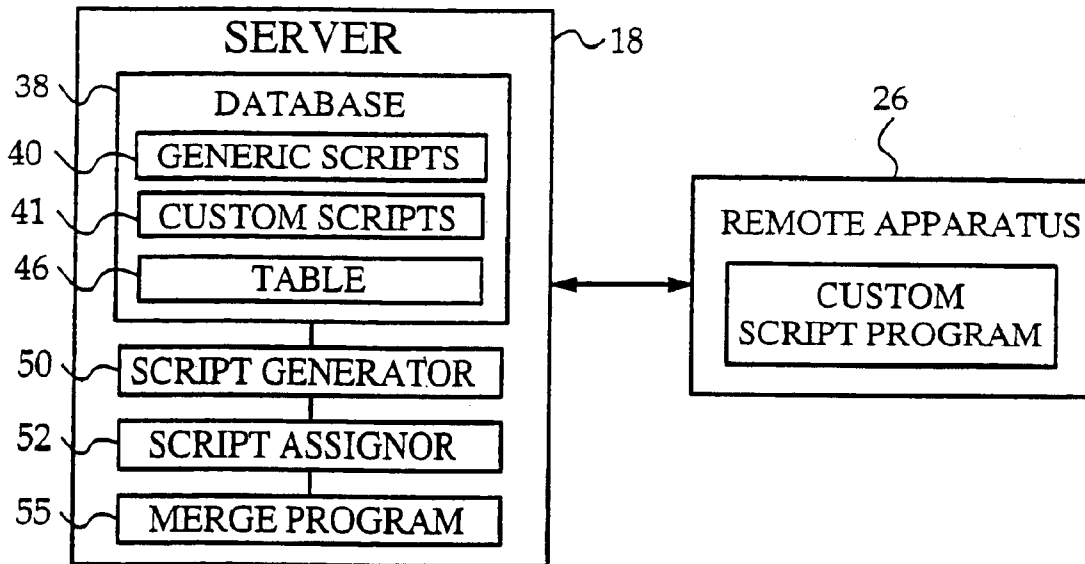 SERVER
18
38
DATABASE
40
GENERIC SCRIPTS
41
CUSTOM SCRIPTS
46
TABLE
50
SCRIPT GENERATOR
52
SCRIPT ASSIGNOR
55
MERGE PROGRAM
26
REMOTE APPARATUS
CUSTOM
SCRIPT PROGRAM